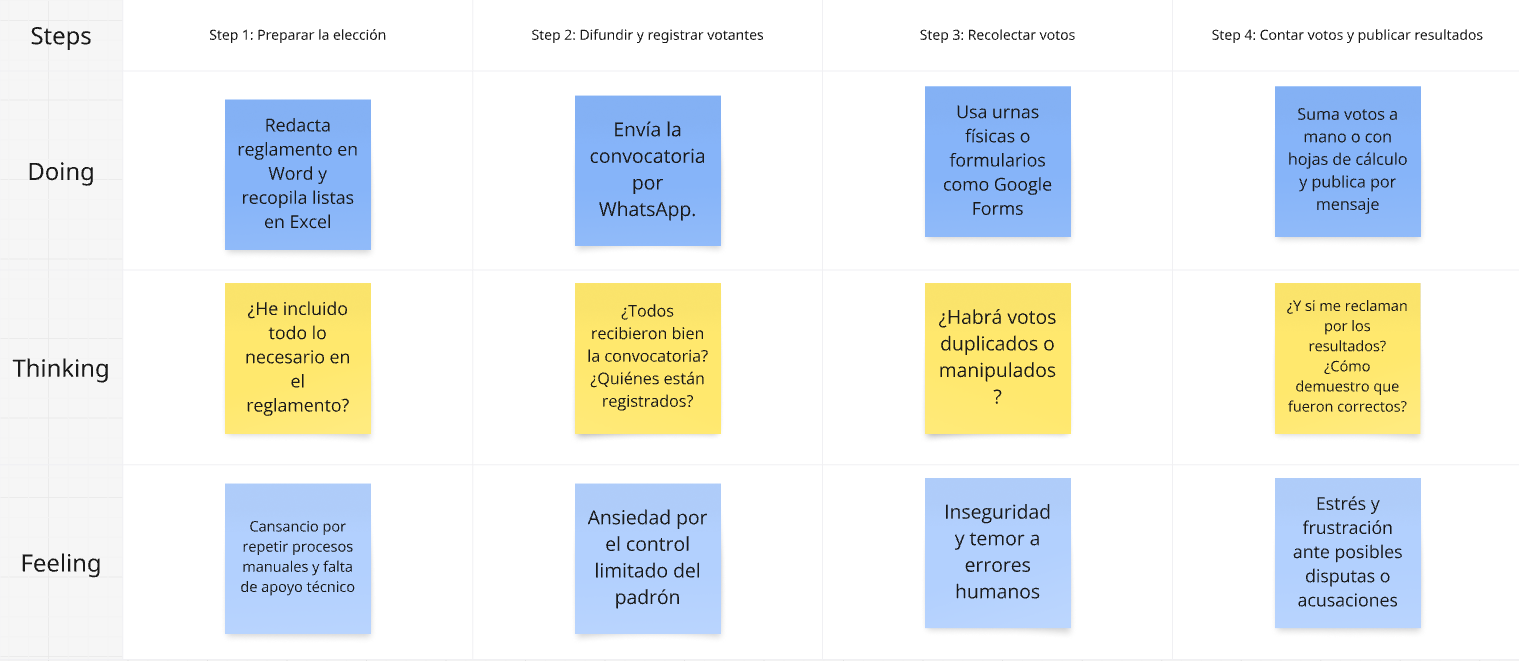 Steps
Step 1: Preparar la elección
Step 2: Difundir y registrar votantes
Step 3: Recolectar votos
Step 4: Contar votos y publicar resultados
Doing
Redacta
reglamento en
Word y
recopila listas
en Excel
Envía la
convocatoria
por
WhatsApp.
Usa urnas
físicas o
formularios
como Google
Forms
Suma votos a
mano o con
hojas de cálculo
y publica por
mensaje
Thinking
¿He incluido
todo lo
necesario en
el
reglamento?
¿Todos
recibieron bien
la convocatoria?
¿Quiénes están
registrados?
¿Habrá votos
duplicados o
manipulados
?
¿Y si me reclaman
por los
resultados?
¿Cómo
demuestro que
fueron correctos?
Feeling
Cansancio por
repetir procesos
manuales y falta
de apoyo técnico
Ansiedad por
el control
limitado del
padrón
Inseguridad
y temor a
errores
humanos
Estrés y
frustración
ante posibles
disputas o
acusaciones